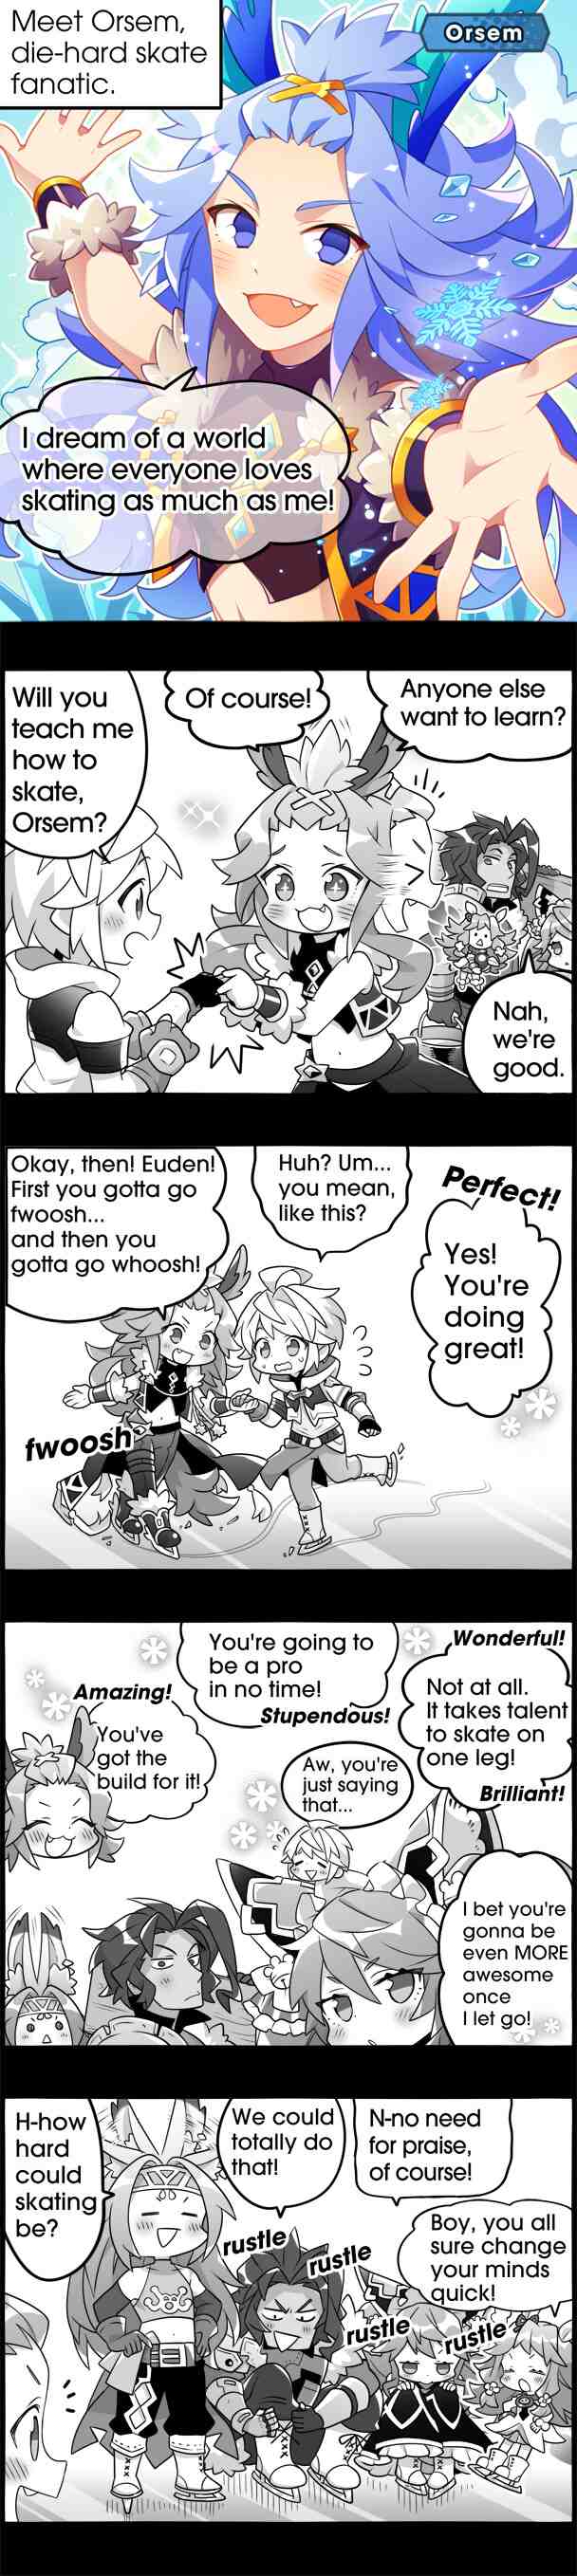 Meet Orsem,
die-hard skate
fanatic.
Orsem
I dream of a world
where everyone loves
skating as much as me!
Will you
teach me
how to
skate,
Orsem?
Of course!
Anyone else
want to learn?
Nah,
we're
good.
Okay, then! Euden!
First you gotta go
fwoosh...
and then you
gotta go whoosh!
Huh? Um...
you mean,
like this?
Perfect!
Yes!
You're
doing
great!
fwoosh
You're going to
be a pro
in no time!
Stupendous!
Wonderful!
Not at all.
It takes talent
to skate on
one leg!
Brilliant!
Amazing!
You've
got the
build for it!
Aw, you're
just saying
that...
I bet you're
gonna be
even MORE
awesome
once
I let go!
H-how
hard
could
skating
be?
We could
totally do
that!
N-no need
for praise,
of course!
Boy, you all
sure change
your minds
quick!
rustle
rustle
rustle
rustle